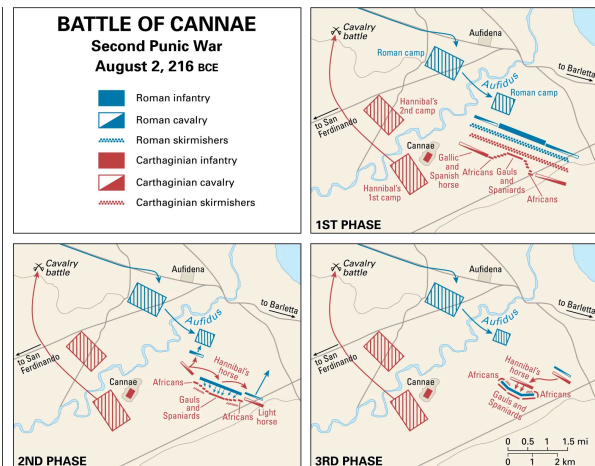 BATTLE OF CANNAE
Second Punic War
August 2, 216 BCE
Roman infantry
Roman cavalry
Roman skirmishers
Carthaginian infantry
Carthaginian cavalry
Carthaginian skirmishers
Cavalry
battle
Aufidena
Roman camp
to Barletta
Aufidus
Roman camp
Hannibal's
2nd camp
to San
Ferdinando
Cannae
Gallic
and
Spanish
horse
Africans
Gauls
and
Spaniards
Africans
Hannibal's
1st camp
1ST PHASE
Cavalry
battle
Aufidena
to Barletta
Aufidus
to San
Ferdinando
Hannibal's
horse
Africans
Cannae
Gauls
and
Spaniards
Africans
Light
horse
2ND PHASE
Cavalry
battle
Aufidena
to Barletta
Aufidus
to San
Ferdinando
Hannibal's
horse
Africans
Cannae
Africans
Gauls and
Spaniards
0 0.5 1.5 mi
0 1 2 km
3RD PHASE